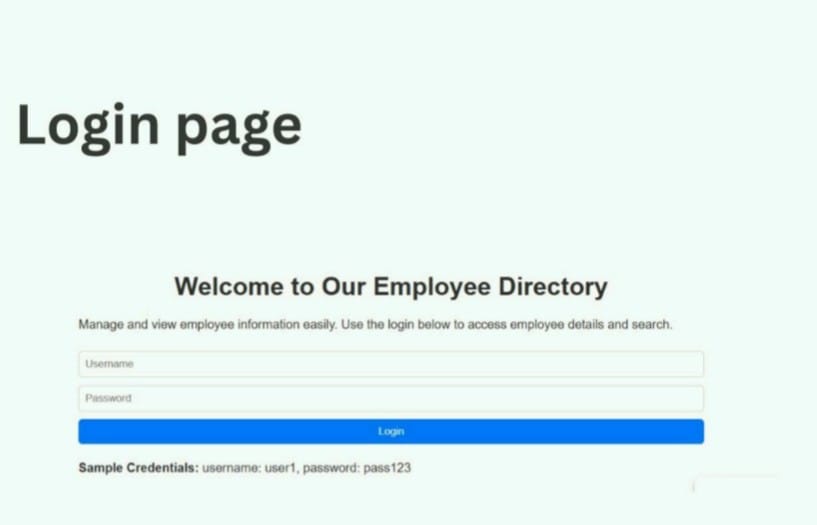 Login page
Welcome to Our Employee Directory
Manage and view employee information easily. Use the login below to access employee details and search.
Username
Password
Login
Sample Credentials: username: user1, password: pass123